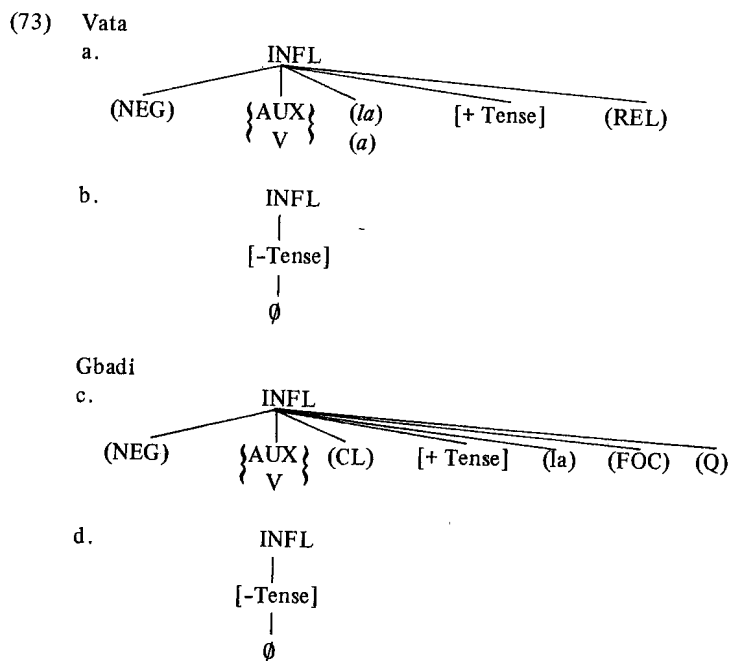 (73) Vata
a. INFL
(NEG) {AUX (la) [+ Tense] (REL)
V} (a)
b. INFL
[-Tense]
Ø
Gbadi
c. INFL
(NEG) {AUX (CL) [+ Tense] (la) (FOC) (Q)
V}
d. INFL
[-Tense]
Ø